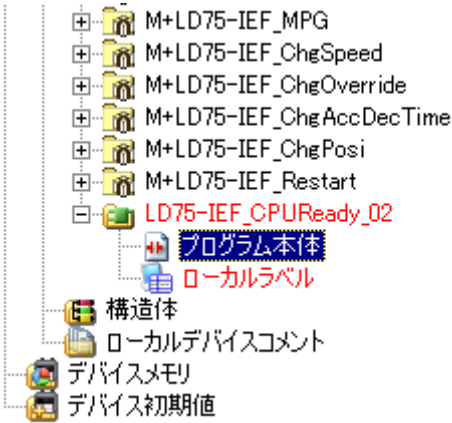 M+LD75-IEF_MPG
M+LD75-IEF_ChgSpeed
M+LD75-IEF_ChgOverride
M+LD75-IEF_ChgAccDecTime
M+LD75-IEF_ChgPosi
M+LD75-IEF_Restart
LD75-IEF_CPUReady_02
プログラム本体
ローカルラベル
構造体
ローカルデバイスコメント
デバイスメモリ
デバイス初期値